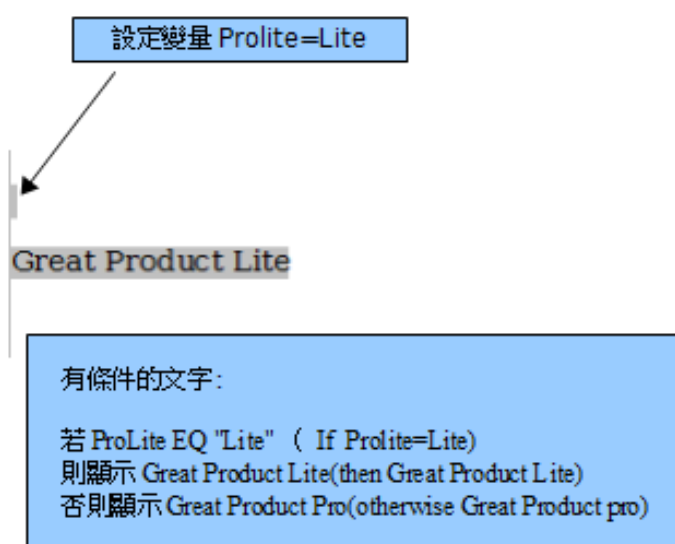 設定變量 Prolite=Lite
Great Product Lite
有條件的文字:
若 ProLite EQ "Lite" ( If Prolite=Lite)
則顯示 Great Product Lite(then Great Product Lite)
否則顯示 Great Product Pro(otherwise Great Product pro)